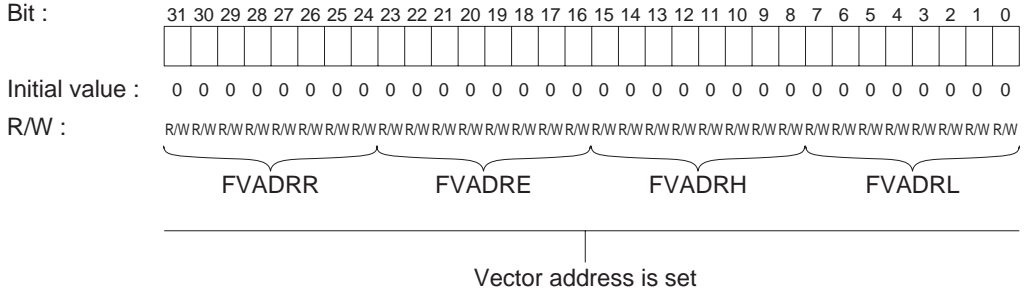 Bit : 31 30 29 28 27 26 25 24 23 22 21 20 19 18 17 16 15 14 13 12 11 10 9 8 7 6 5 4 3 2 1 0
Initial value : 0 0 0 0 0 0 0 0 0 0 0 0 0 0 0 0 0 0 0 0 0 0 0 0 0 0 0 0 0 0 0 0
R/W : R/W R/W R/W R/W R/W R/W R/W R/W R/W R/W R/W R/W R/W R/W R/W R/W R/W R/W R/W R/W R/W R/W R/W R/W R/W R/W R/W R/W R/W R/W R/W R/W
FVADRR FVADRE FVADRH FVADRL
Vector address is set